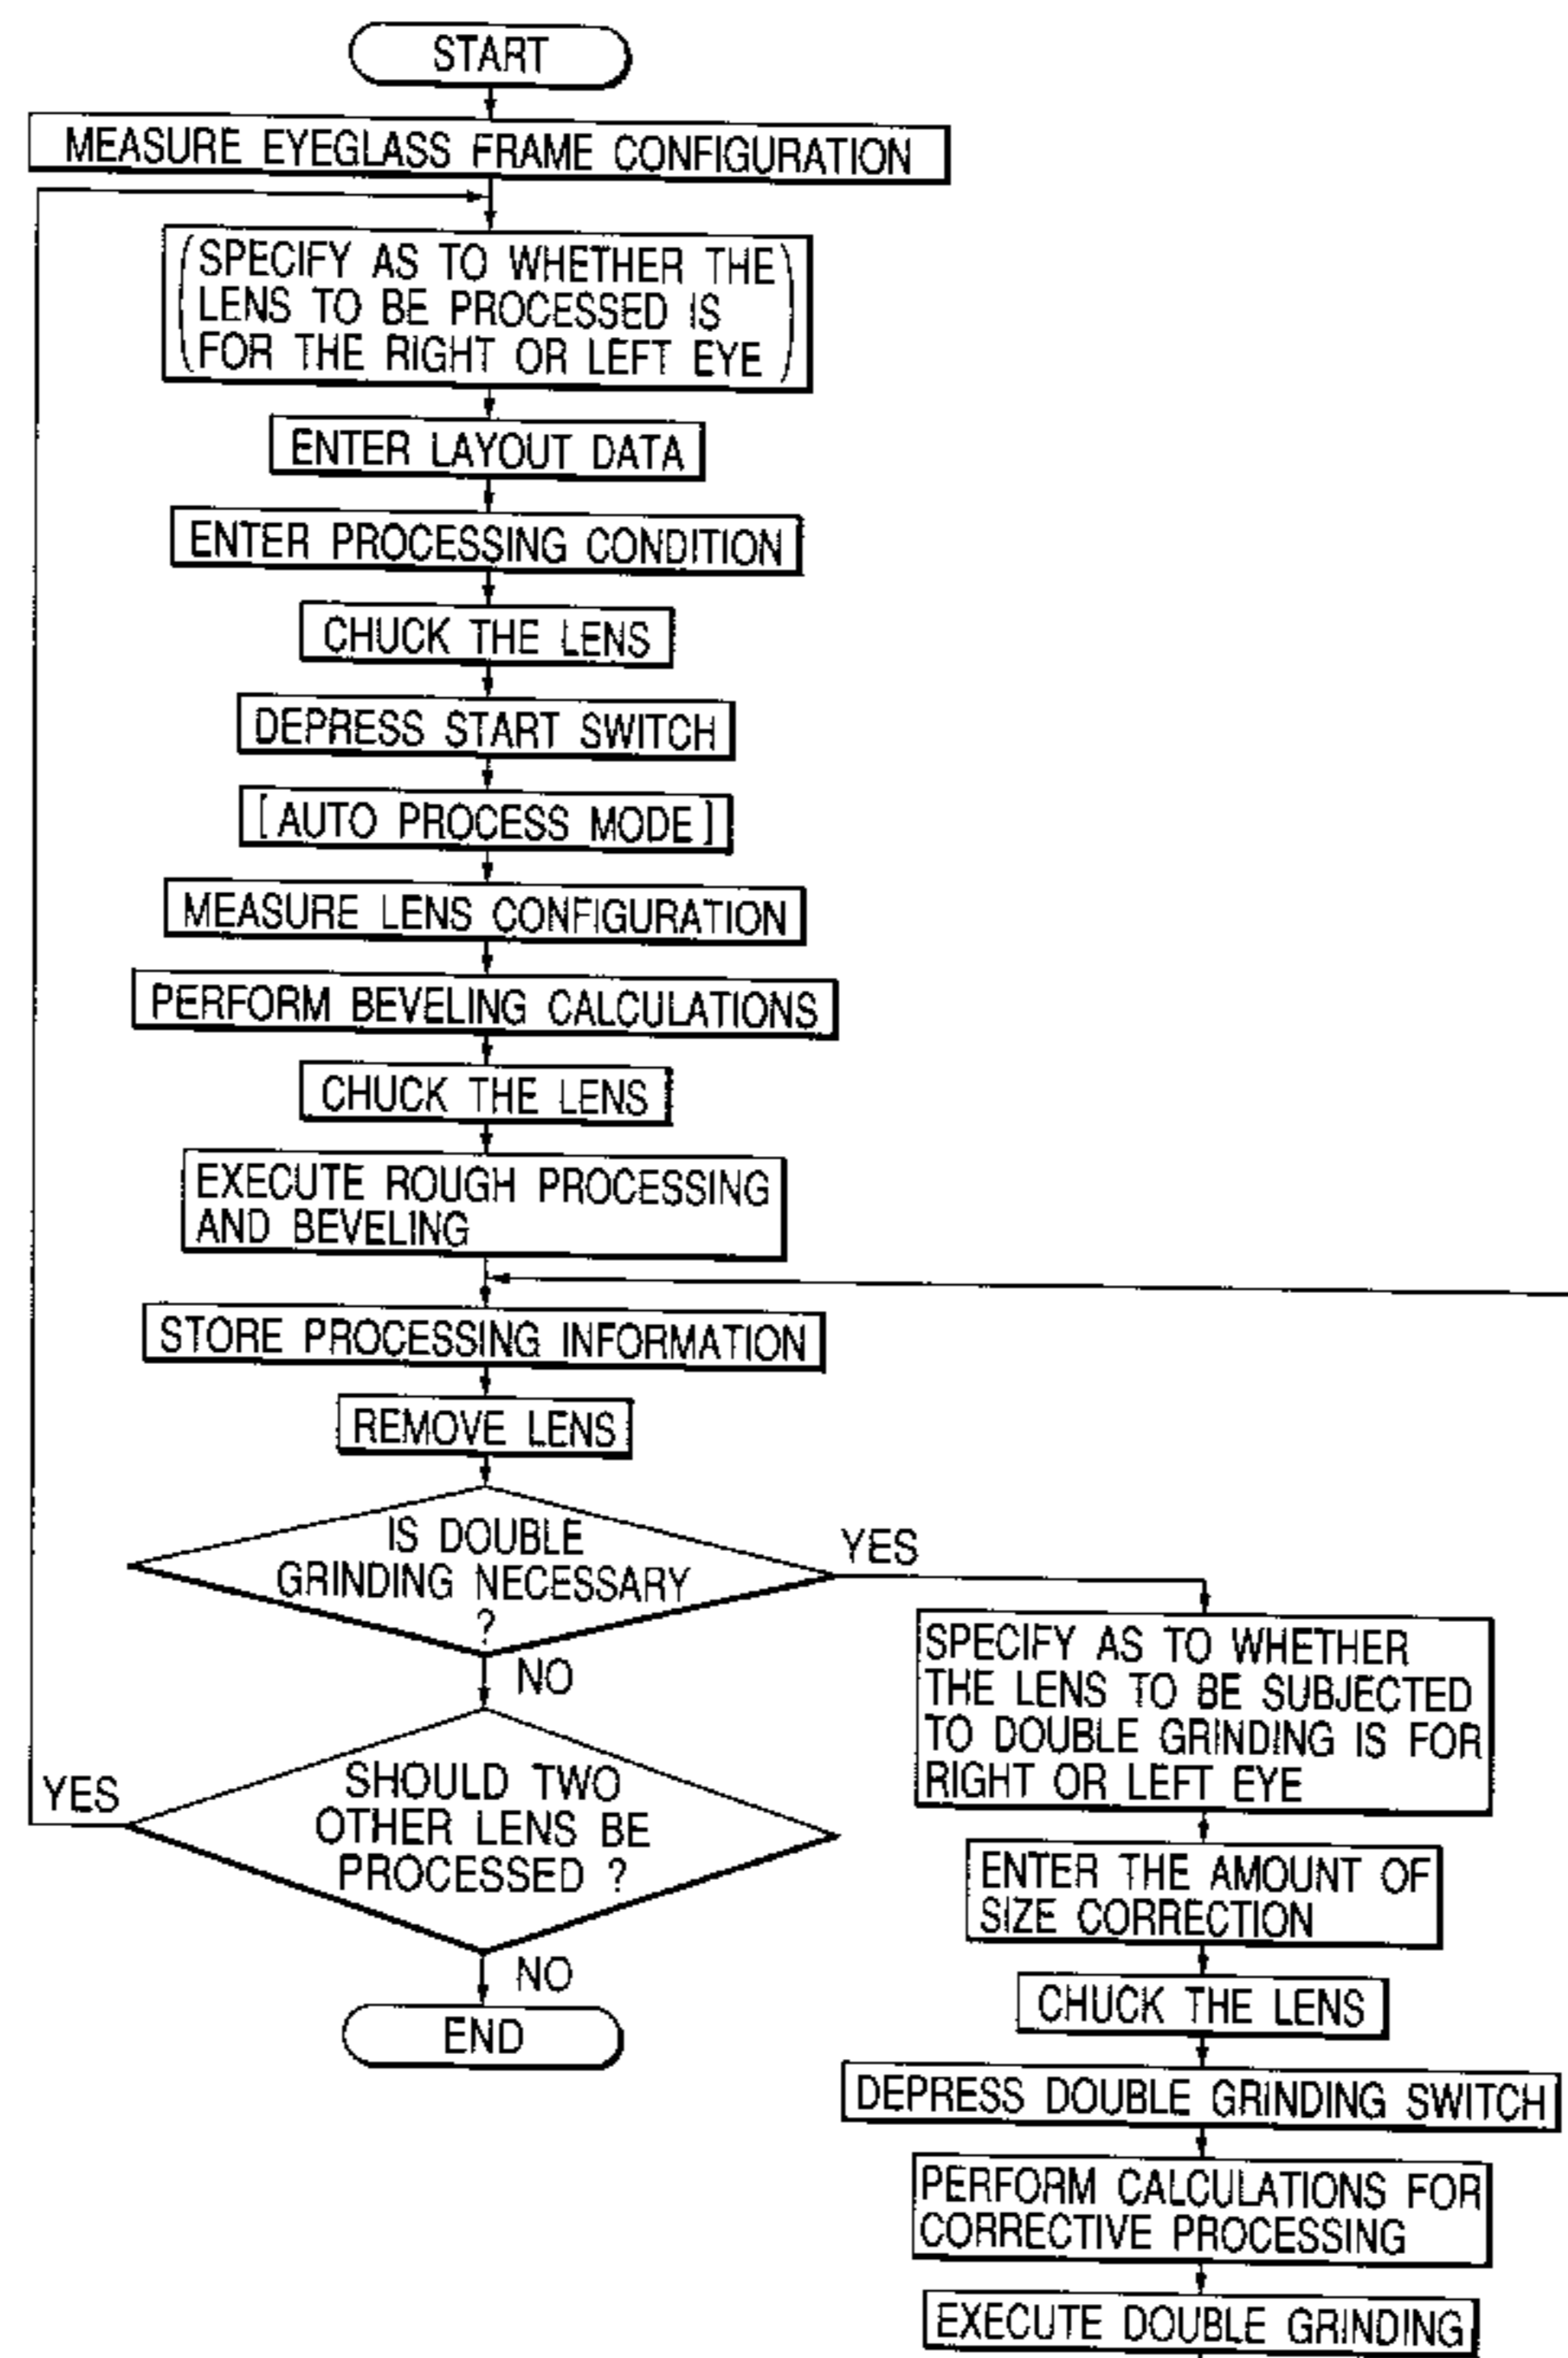 START
MEASURE EYEGLASS FRAME CONFIGURATION
(SPECIFY AS TO WHETHER THE
LENS TO BE PROCESSED IS
FOR THE RIGHT OR LEFT EYE)
ENTER LAYOUT DATA
ENTER PROCESSING CONDITION
CHUCK THE LENS
DEPRESS START SWITCH
[AUTO PROCESS MODE]
MEASURE LENS CONFIGURATION
PERFORM BEVELING CALCULATIONS
CHUCK THE LENS
EXECUTE ROUGH PROCESSING
AND BEVELING
STORE PROCESSING INFORMATION
REMOVE LENS
IS DOUBLE
GRINDING NECESSARY
?
YES
NO
SHOULD TWO
OTHER LENS BE
PROCESSED ?
YES
NO
END
SPECIFY AS TO WHETHER
THE LENS TO BE SUBJECTED
TO DOUBLE GRINDING IS FOR
RIGHT OR LEFT EYE
ENTER THE AMOUNT OF
SIZE CORRECTION
CHUCK THE LENS
DEPRESS DOUBLE GRINDING SWITCH
PERFORM CALCULATIONS FOR
CORRECTIVE PROCESSING
EXECUTE DOUBLE GRINDING